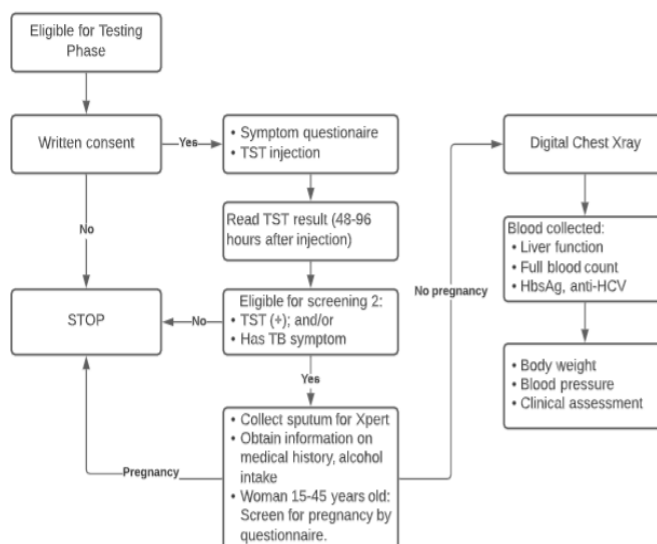 Eligible for Testing
Phase
Written consent
Yes
• Symptom questionaire
• TST injection
Digital Chest Xray
No
Read TST result (48-96
hours after injection)
Blood collected:
• Liver function
• Full blood count
• HbsAg, anti-HCV
No pregnancy
STOP
No
Eligible for screening 2:
• TST (+); and/or
• Has TB symptom
Yes
• Body weight
• Blood pressure
• Clinical assessment
Pregnancy
• Collect sputum for Xpert
• Obtain information on
medical history, alcohol
intake
• Woman 15-45 years old:
Screen for pregnancy by
questionnaire.